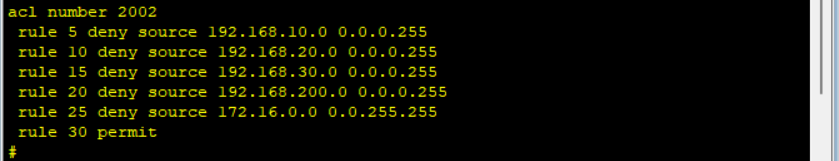 acl number 2002
rule 5 deny source 192.168.10.0 0.0.0.255
rule 10 deny source 192.168.20.0 0.0.0.255
rule 15 deny source 192.168.30.0 0.0.0.255
rule 20 deny source 192.168.200.0 0.0.0.255
rule 25 deny source 172.16.0.0 0.0.255.255
rule 30 permit
#